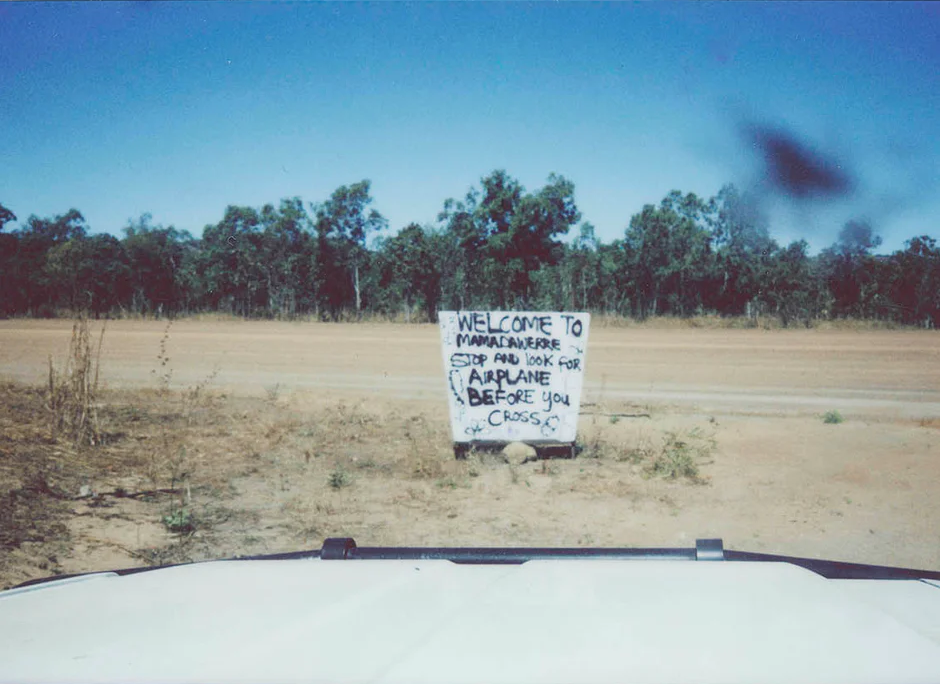 WELCOME TO
MAMADAWERRE
STOP AND look FOR
AIRPLANE
BEFORE you
CROSS